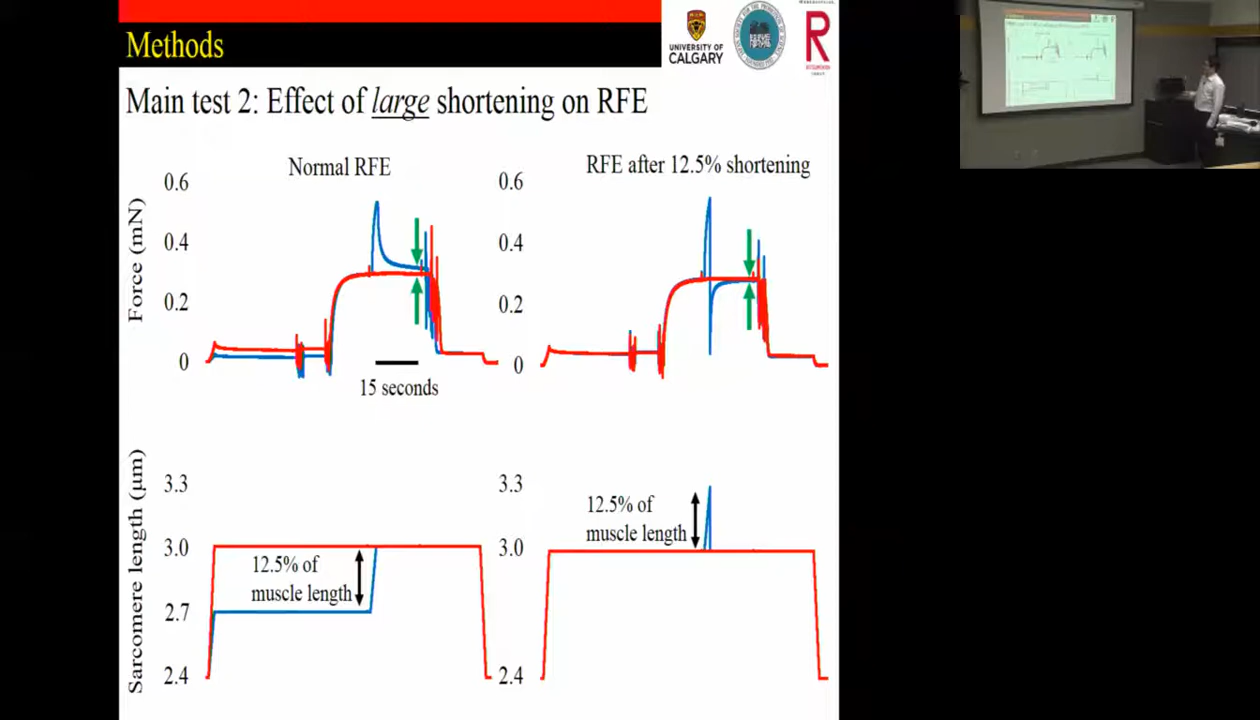 Methods
UNIVERSITY OF
CALGARY
Main test 2: Effect of large shortening on RFE
Normal RFE
RFE after 12.5% shortening
Force (mN)
0.6
0.4
0.2
0
15 seconds
0.6
0.4
0.2
0
Sarcomere length (µm)
3.3
3.0
2.7
2.4
12.5% of
muscle length
3.3
3.0
2.7
2.4
12.5% of
muscle length